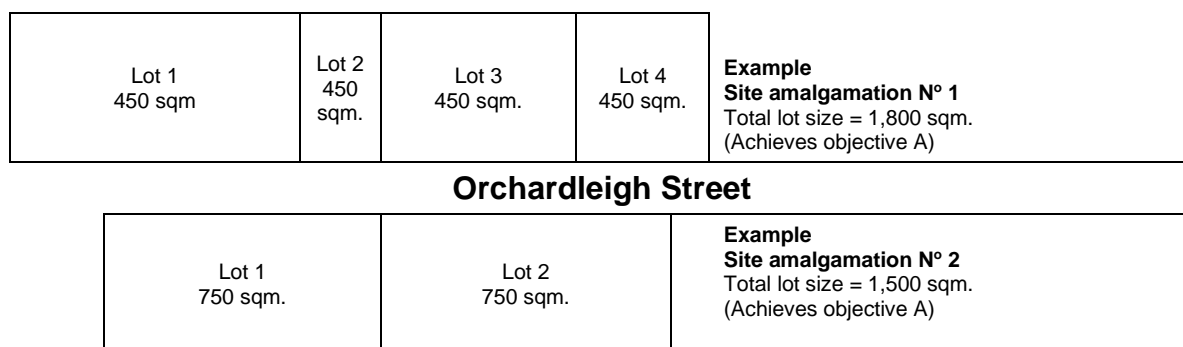 Lot 1
450 sqm
Lot 2
450
sqm.
Lot 3
450 sqm.
Lot 4
450 sqm.
Example
Site amalgamation Nº 1
Total lot size = 1,800 sqm.
(Achieves objective A)
Orchardleigh Street
Lot 1
750 sqm.
Lot 2
750 sqm.
Example
Site amalgamation Nº 2
Total lot size = 1,500 sqm.
(Achieves objective A)